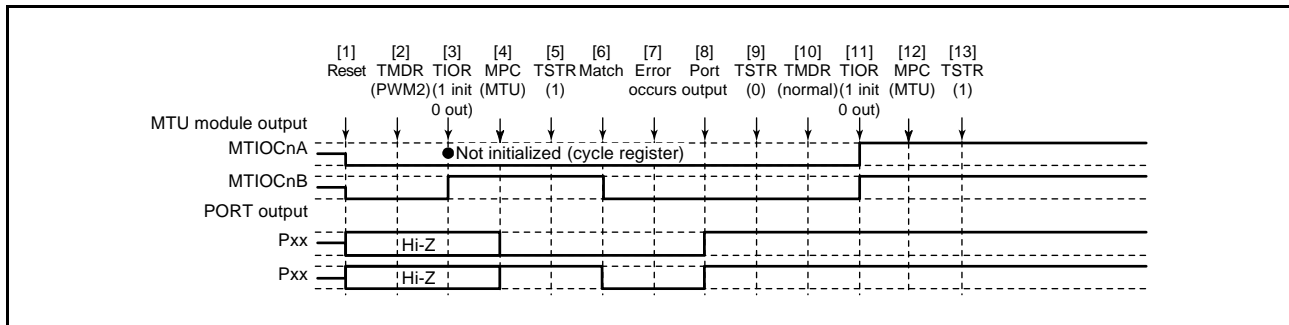 [1] [2] [3] [4] [5] [6] [7] [8] [9] [10] [11] [12] [13]
Reset TMDR TIOR MPC TSTR Match Error Port TSTR TMDR TIOR MPC TSTR
(PWM2) (1 init (MTU) (1) occurs output (0) (normal) (1 init (MTU) (1)
0 out) 0 out)
MTU module output
MTIOCnA
Not initialized (cycle register)
MTIOCnB
PORT output
Pxx
Hi-Z
Pxx
Hi-Z